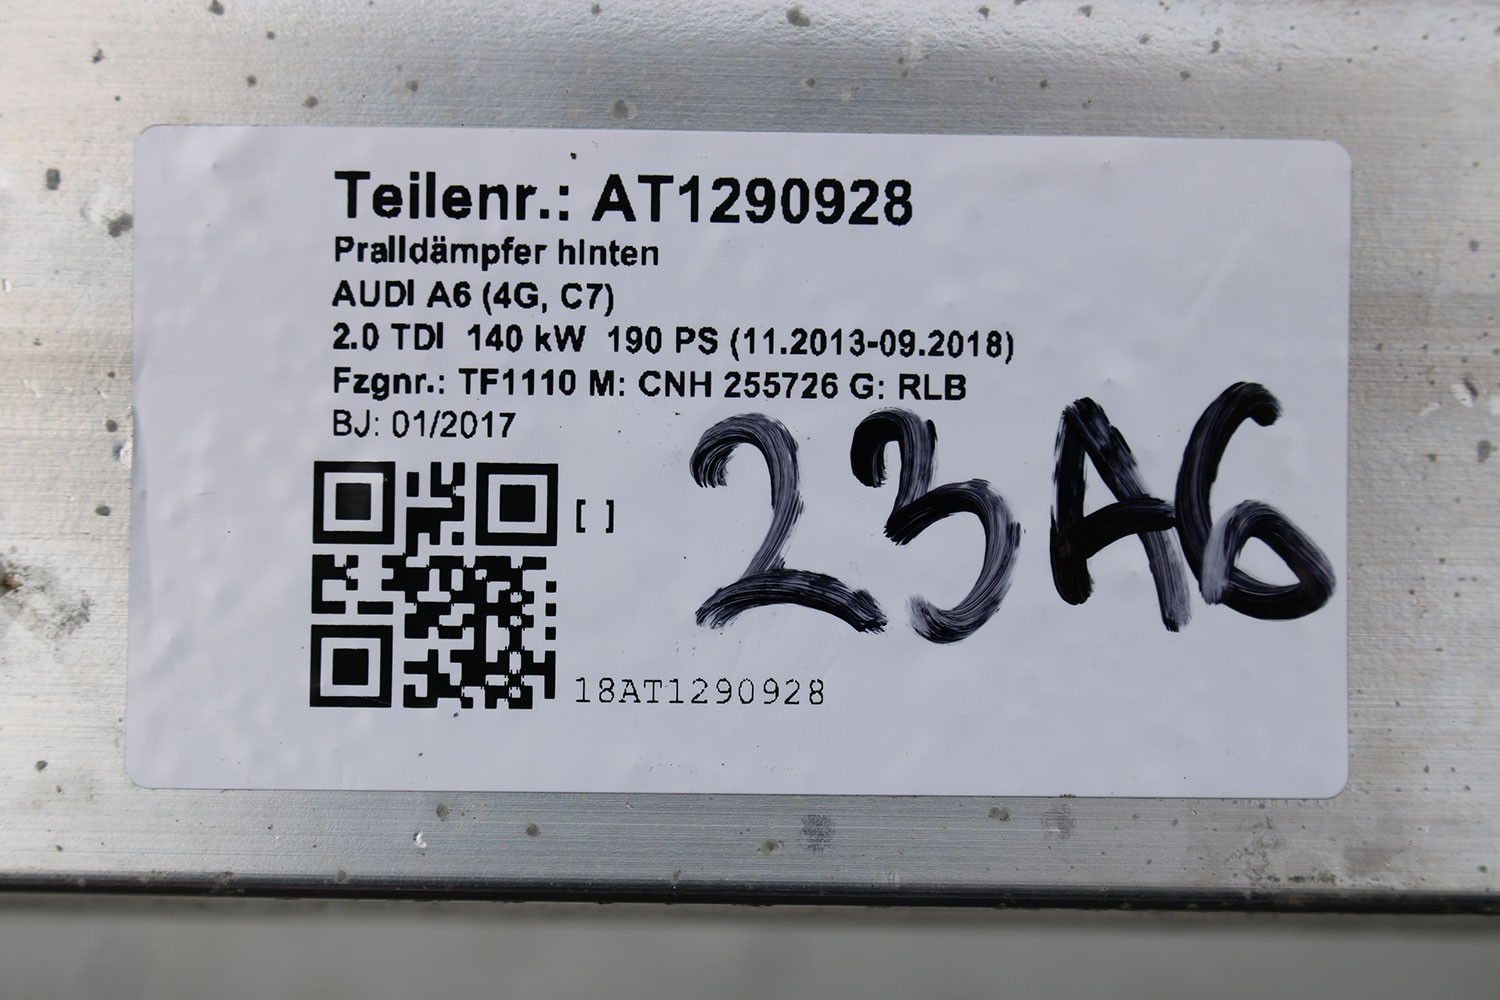 Teilenr.: AT1290928
Pralldämpfer hinten
AUDI A6 (4G, C7)
2.0 TDI 140 kW 190 PS (11.2013-09.2018)
Fzgnr.: TF1110 M: CNH 255726 G: RLB
BJ: 01/2017
23A6
[ ]
18AT1290928